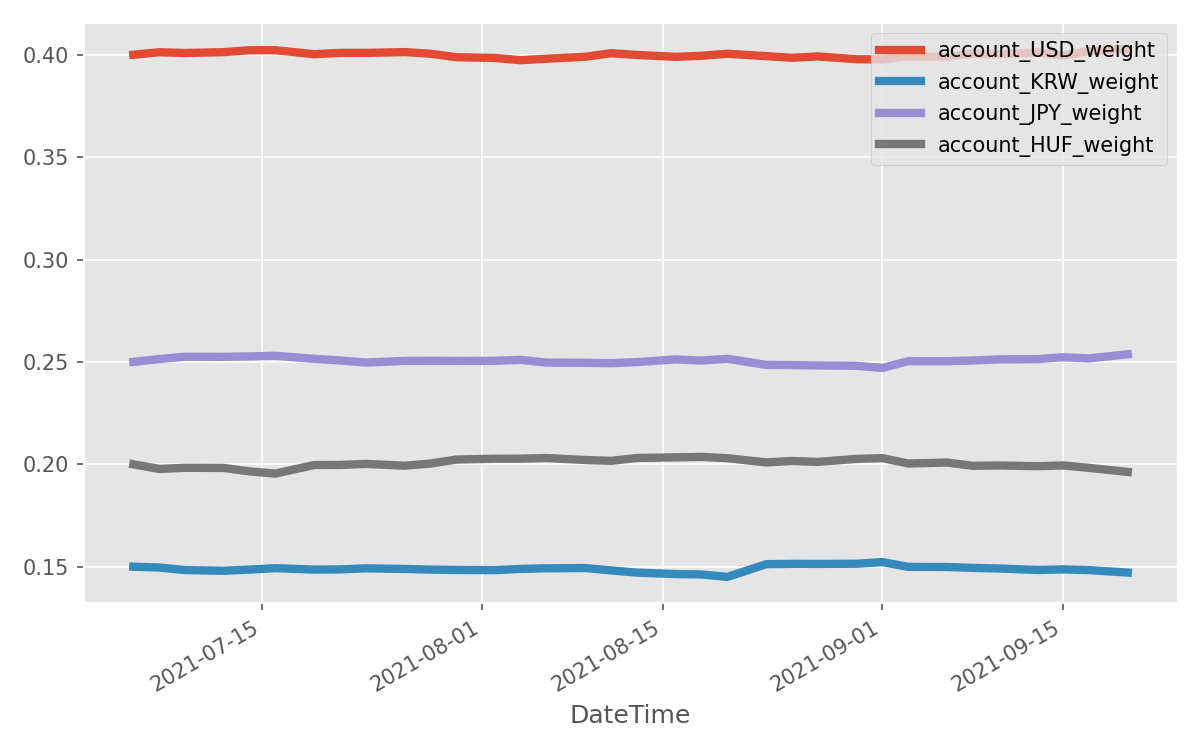 0.40
0.35
0.30
0.25
0.20
0.15
account_USD_weight
account_KRW_weight
account_JPY_weight
account_HUF_weight
2021-07-15
2021-08-01
2021-08-15
2021-09-01
2021-09-15
DateTime